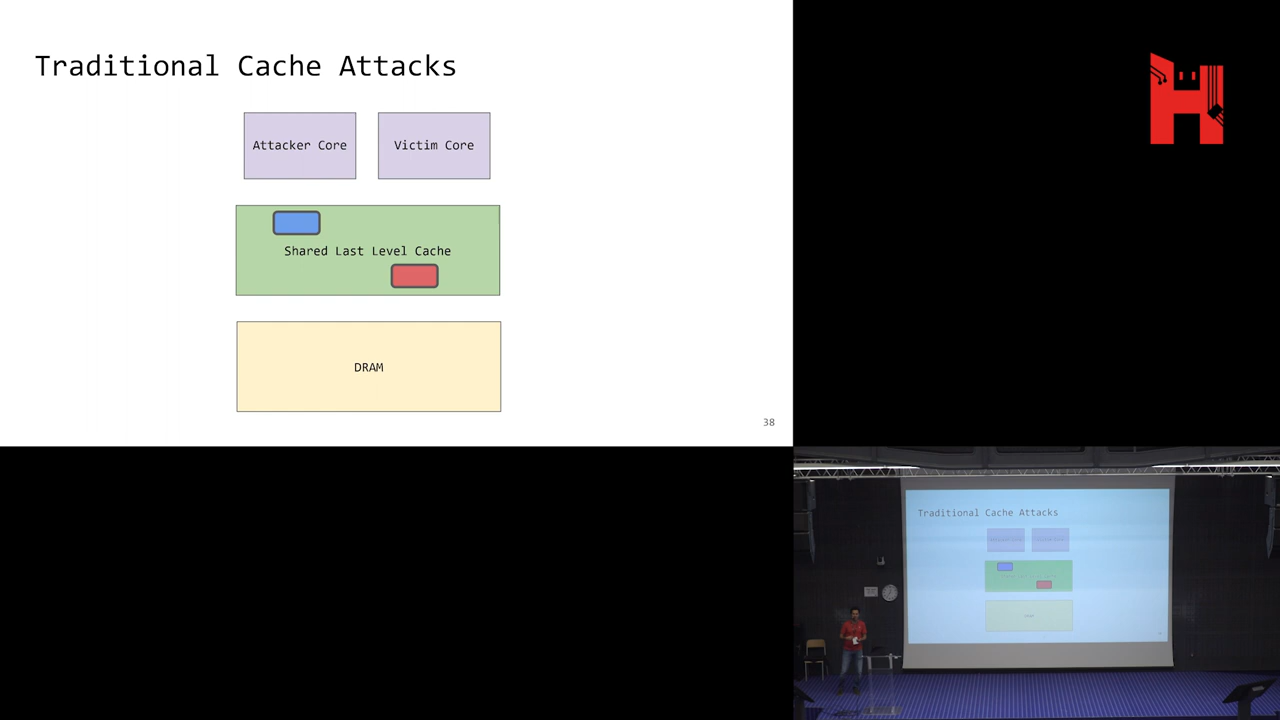 Traditional Cache Attacks
Attacker Core
Victim Core
Shared Last Level Cache
DRAM
38
Traditional Cache Attacks